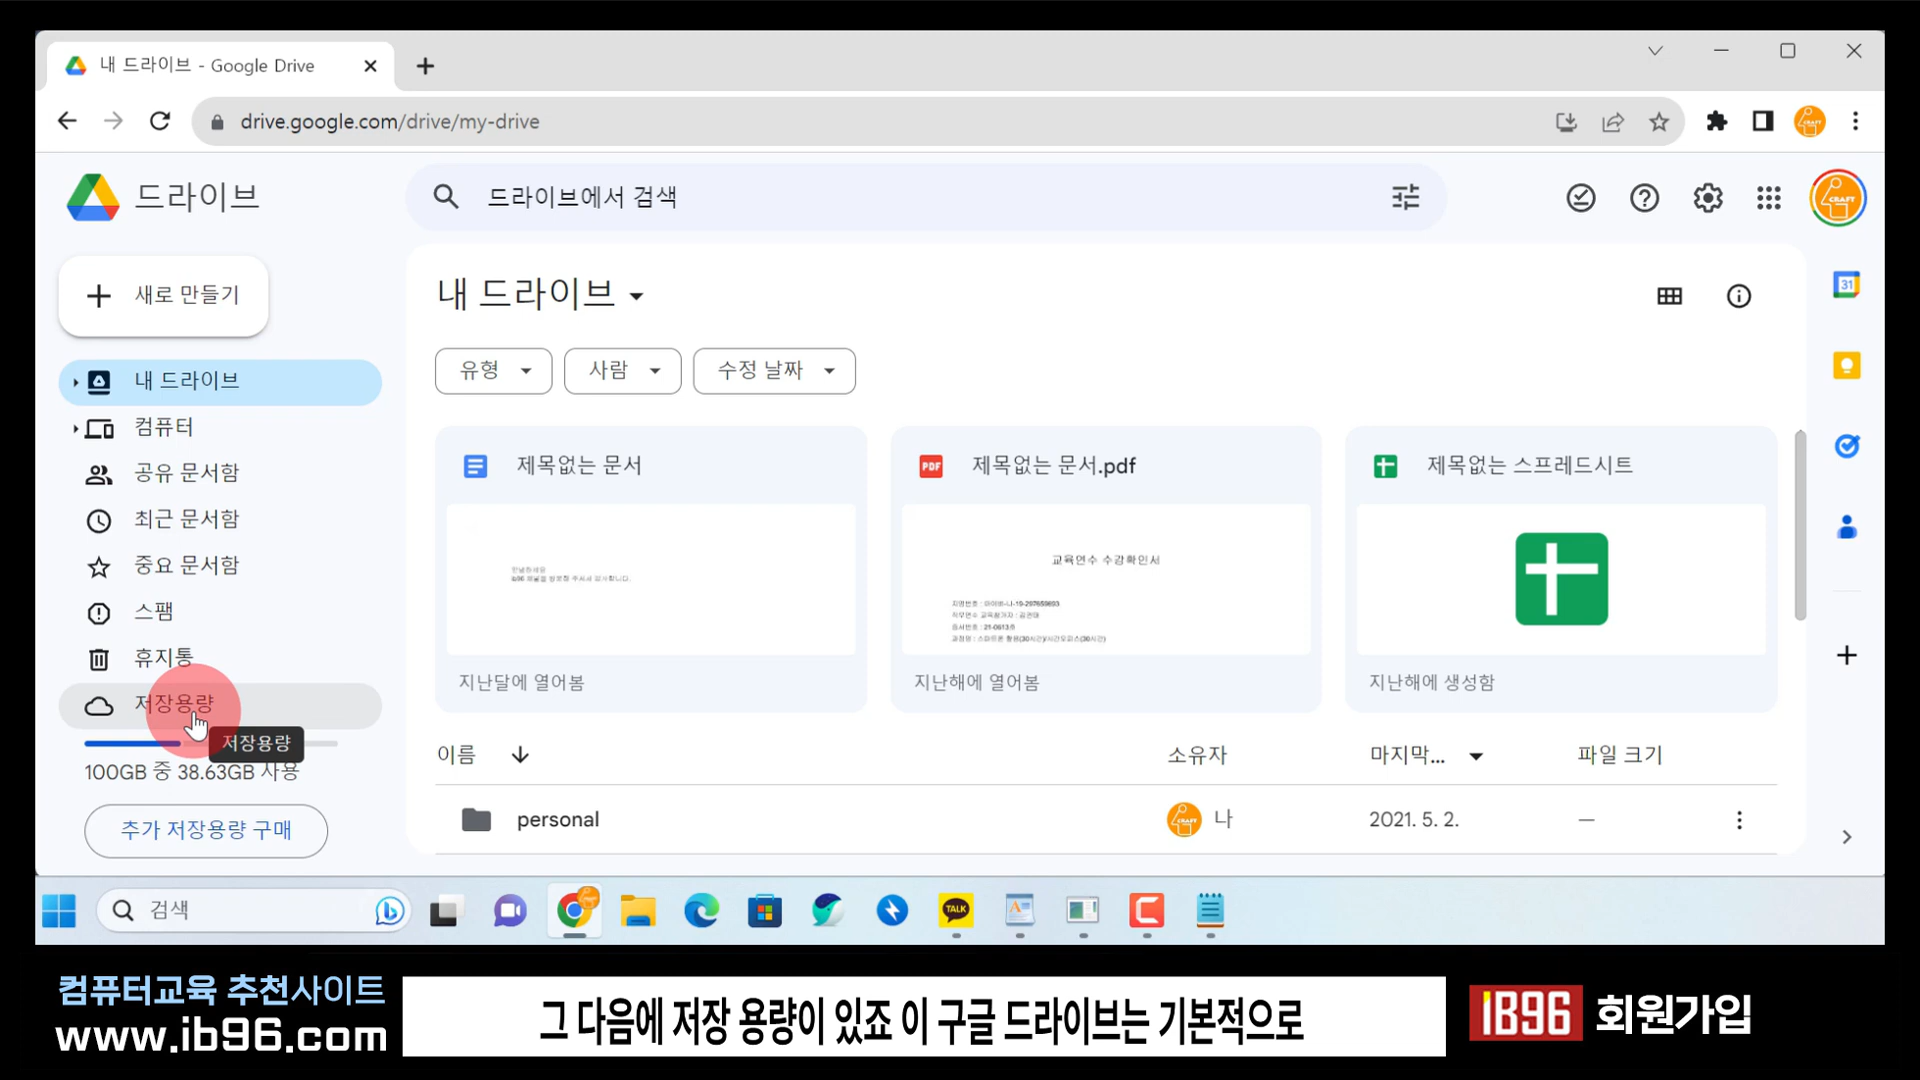 내 드라이브 - Google Drive
drive.google.com/drive/my-drive
드라이브
드라이브에서 검색
CRAFT
새로 만들기
내 드라이브
31
유형
사람
수정 날짜
내 드라이브
컴퓨터
공유 문서함
최근 문서함
중요 문서함
스팸
휴지통
저장용량
저장용량
100GB 중 38.63GB 사용
추가 저장용량 구매
제목없는 문서
PDF 제목없는 문서.pdf
제목없는 스프레드시트
교육연수 수강확인서
지난달에 열어봄
지난해에 열어봄
지난해에 생성함
이름
소유자
마지막...
파일 크기
personal
CRAFT 나
2021. 5. 2.
—
검색
TALK
컴퓨터교육 추천사이트
www.ib96.com
그 다음에 저장 용량이 있죠 이 구글 드라이브는 기본적으로
IB96 회원가입